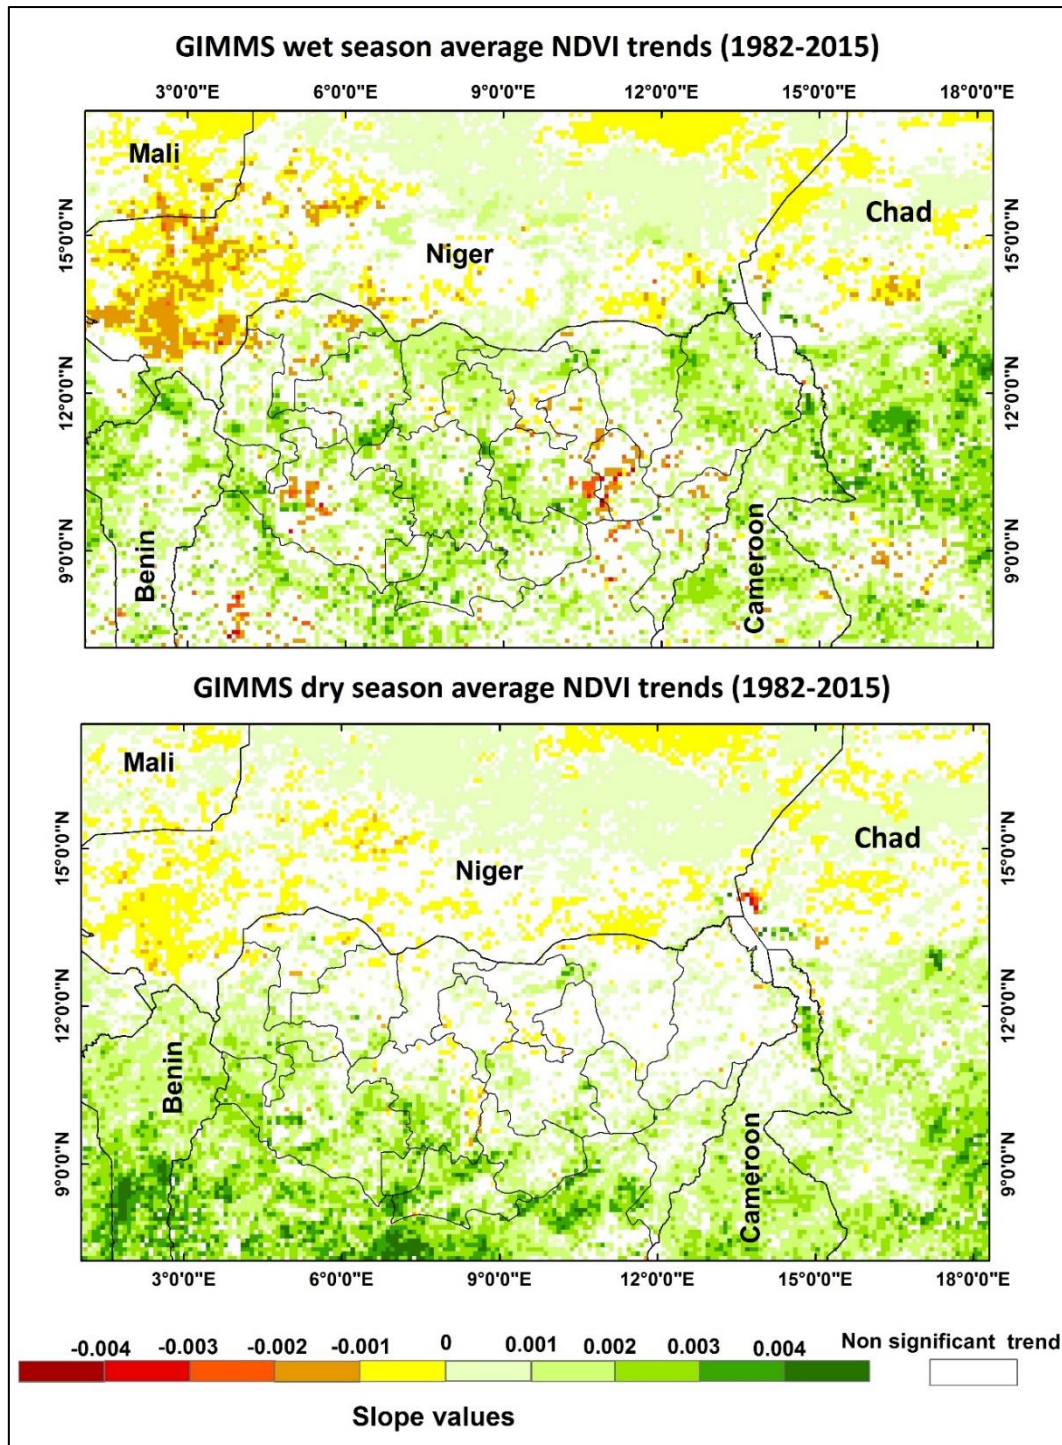 GIMMS wet season average NDVI trends (1982-2015)
3°0'0"E 6°0'0"E 9°0'0"E 12°0'0"E 15°0'0"E 18°0'0"E
Mali
Chad
15°0'0"N
Niger
15°0'0"N
12°0'0"N
12°0'0"N
9°0'0"N
Benin
Cameroon
9°0'0"N
GIMMS dry season average NDVI trends (1982-2015)
Mali
Chad
15°0'0"N
Niger
15°0'0"N
12°0'0"N
12°0'0"N
Benin
9°0'0"N
Cameroon
9°0'0"N
3°0'0"E 6°0'0"E 9°0'0"E 12°0'0"E 15°0'0"E 18°0'0"E
-0.004 -0.003 -0.002 -0.001 0 0.001 0.002 0.003 0.004 Non significant trend
Slope values